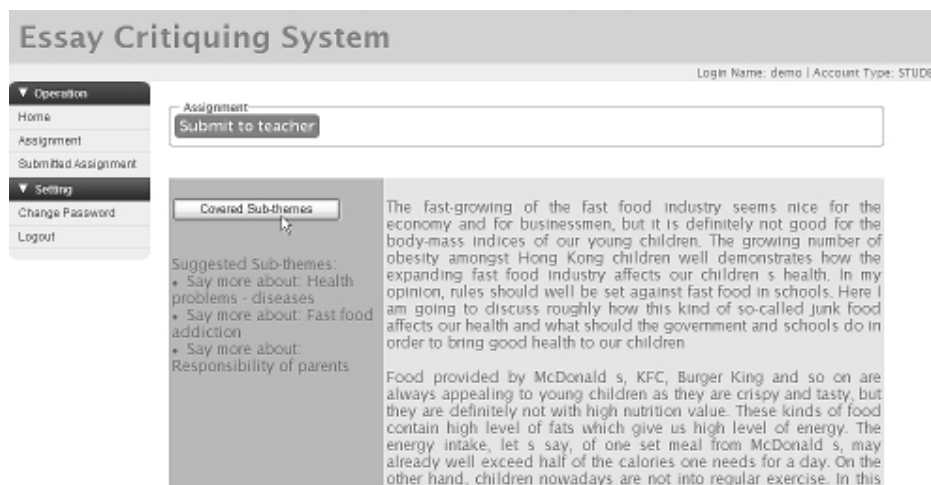 Essay Critiquing System
Login Name: demo | Account Type: STUDE
▼ Operation
Home
Assignment
Submitted Assignment
▼ Setting
Change Password
Logout
Assignment
Submit to teacher
Covered Sub-themes
Suggested Sub-themes:
• Say more about: Health
problems - diseases
• Say more about: Fast food
addiction
• Say more about:
Responsibility of parents
The fast-growing of the fast food industry seems nice for the
economy and for businessmen, but it is definitely not good for the
body-mass indices of our young children. The growing number of
obesity amongst Hong Kong children well demonstrates how the
expanding fast food industry affects our children s health. In my
opinion, rules should well be set against fast food in schools. Here I
am going to discuss roughly how this kind of so-called junk food
affects our health and what should the government and schools do in
order to bring good health to our children
Food provided by McDonald s, KFC, Burger King and so on are
always appealing to young children as they are crispy and tasty, but
they are definitely not with high nutrition value. These kinds of food
contain high level of fats which give us high level of energy. The
energy intake, let s say, of one set meal from McDonald s, may
already well exceed half of the calories one needs for a day. On the
other hand, children nowadays are not into regular exercise. In this